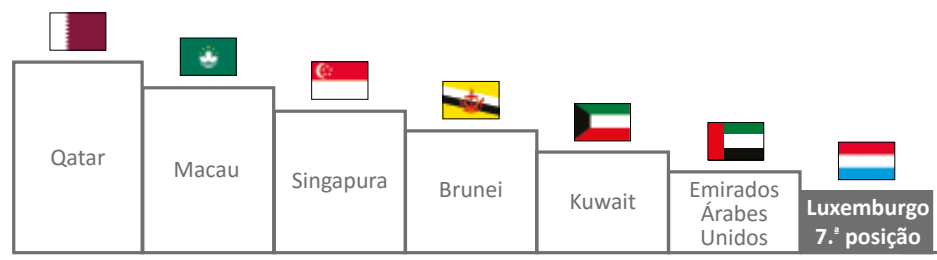 Qatar
Macau
Singapura
Brunei
Kuwait
Emirados
Árabes
Unidos
Luxemburgo
7.ª posição